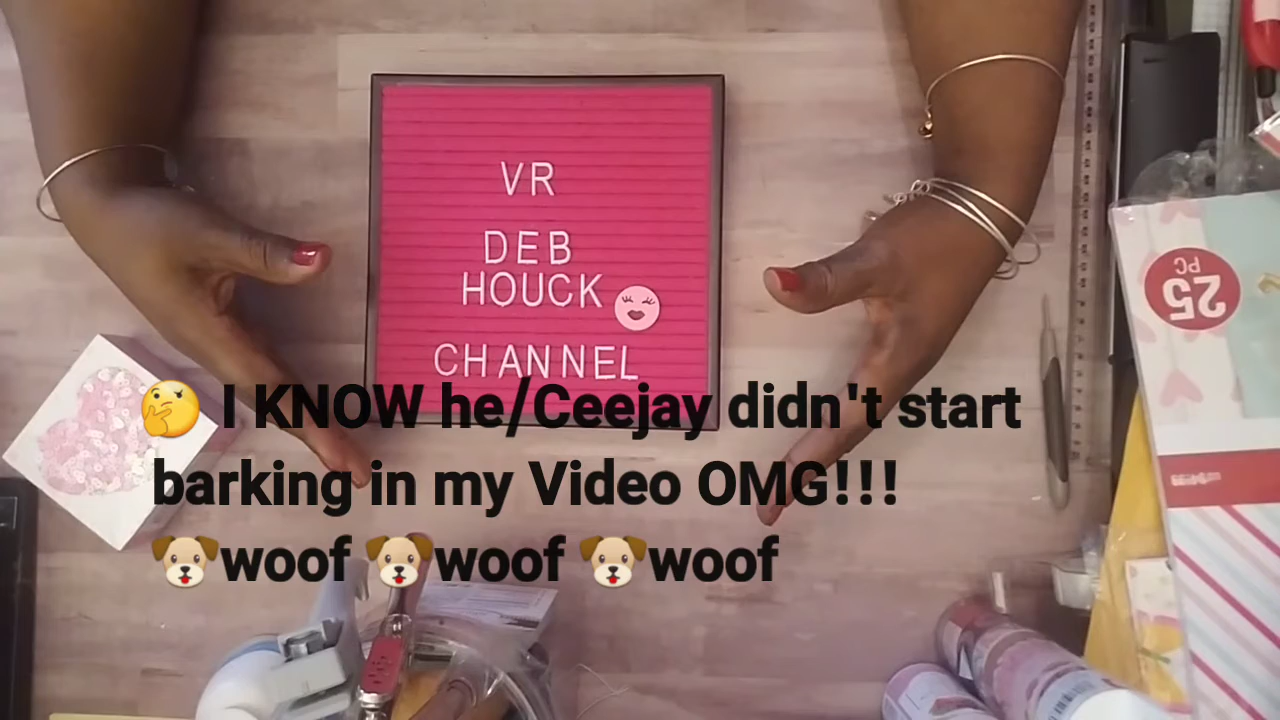 VR
DEB
HOUCK
CHANNEL
🤔 I KNOW he/Ceejay didn't start
barking in my Video OMG!!!
🐶woof 🐶woof 🐶woof
25
PC